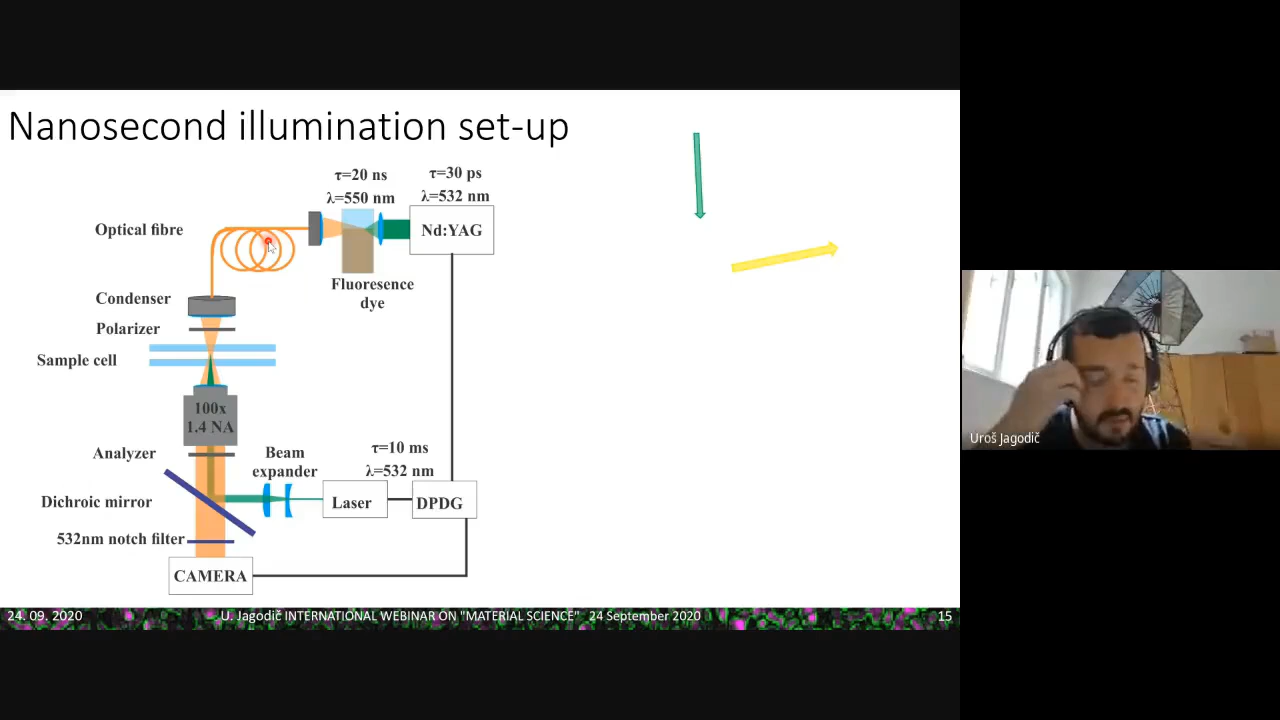 Nanosecond illumination set-up
τ=20 ns
λ=550 nm
τ=30 ps
λ=532 nm
Optical fibre
Nd:YAG
Fluoresence
dye
Condenser
Polarizer
Sample cell
100x
1.4 NA
Analyzer
Beam
expander
τ=10 ms
λ=532 nm
Dichroic mirror
Laser
DPDG
532nm notch filter
CAMERA
Uroš Jagodič
24. 09. 2020
U. Jagodič INTERNATIONAL WEBINAR ON "MATERIAL SCIENCE" 24 September 2020
15